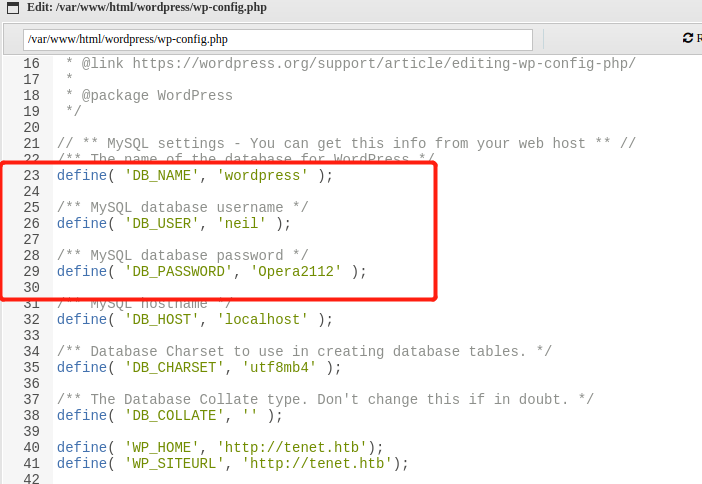 Edit: /var/www/html/wordpress/wp-config.php
/var/www/html/wordpress/wp-config.php R
16 * @link https://wordpress.org/support/article/editing-wp-config-php/
17 *
18 * @package WordPress
19 */
20
21 // ** MySQL settings - You can get this info from your web host ** //
22 /** The name of the database for WordPress */
23 define( 'DB_NAME', 'wordpress' );
24
25 /** MySQL database username */
26 define( 'DB_USER', 'neil' );
27
28 /** MySQL database password */
29 define( 'DB_PASSWORD', 'Opera2112' );
30
31 /** MySQL hostname */
32 define( 'DB_HOST', 'localhost' );
33
34 /** Database Charset to use in creating database tables. */
35 define( 'DB_CHARSET', 'utf8mb4' );
36
37 /** The Database Collate type. Don't change this if in doubt. */
38 define( 'DB_COLLATE', '' );
39
40 define( 'WP_HOME', 'http://tenet.htb');
41 define( 'WP_SITEURL', 'http://tenet.htb');
42